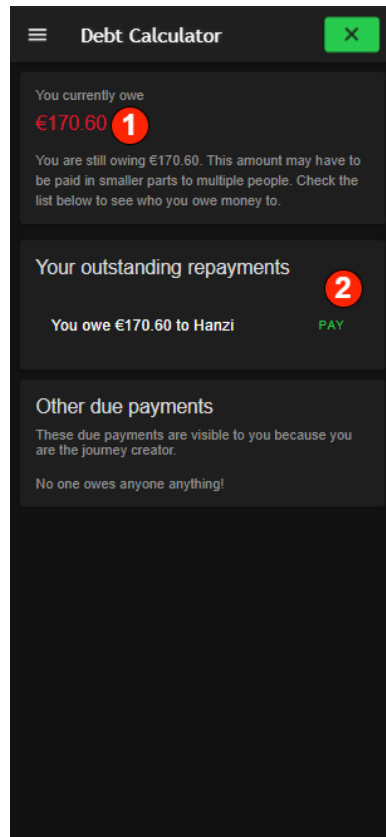 Debt Calculator
You currently owe
€170.60 1
You are still owing €170.60. This amount may have to
be paid in smaller parts to multiple people. Check the
list below to see who you owe money to.
Your outstanding repayments
2
You owe €170.60 to Hanzi PAY
Other due payments
These due payments are visible to you because you
are the journey creator.
No one owes anyone anything!